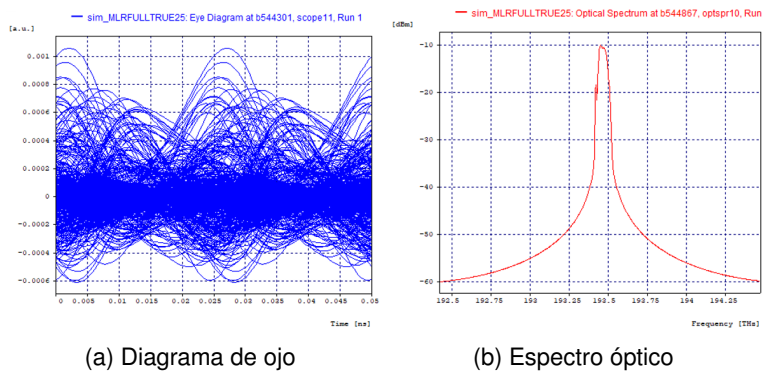 sim_MLRFULLTRUE25: Eye Diagram at b544301, scope11, Run 1
[a.u.]
0.001
0.0008
0.0006
0.0004
0.0002
0
-0.0002
-0.0004
-0.0006
0 0.005 0.01 0.015 0.02 0.025 0.03 0.035 0.04 0.045 0.05
Time [ns]
(a) Diagrama de ojo
sim_MLRFULLTRUE25: Optical Spectrum at b544867, optspr10, Run
[dBm]
-10
-20
-30
-40
-50
-60
192.5 192.75 193 193.25 193.5 193.75 194 194.25
Frequency [THz]
(b) Espectro óptico